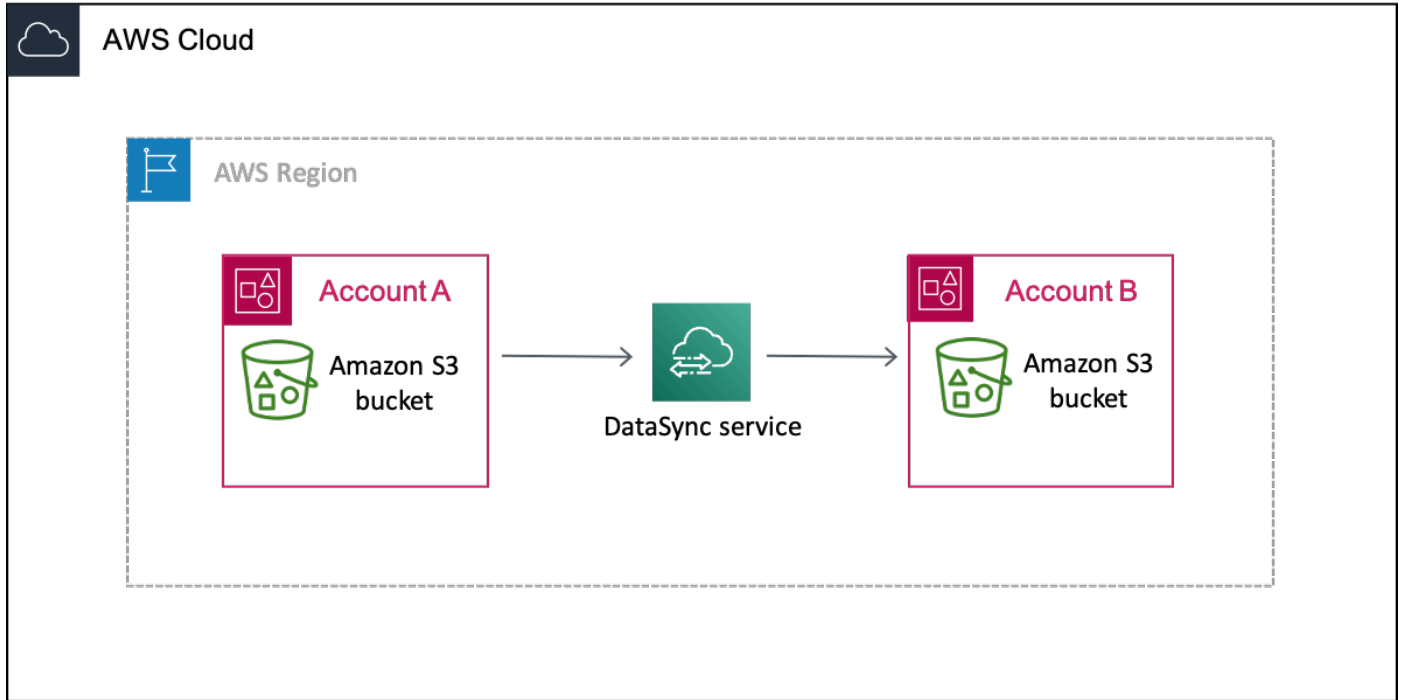 AWS Cloud
AWS Region
Account A
Amazon S3
bucket
DataSync service
Account B
Amazon S3
bucket